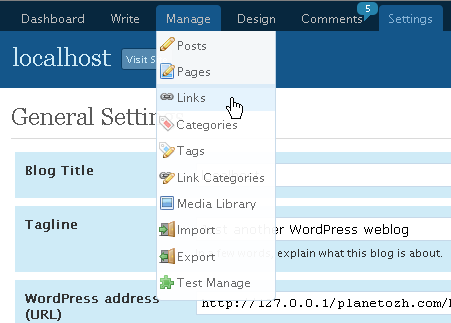 Dashboard Write Manage Design Comments 5 Settings
localhost Visit S
Posts
Pages
Links
Categories
Tags
Link Categories
Media Library
Import
Export
Test Manage
General Settin
Blog Title
Tagline
another WordPress weblog
words, explain what this blog is about.
WordPress address
(URL)
http://127.0.0.1/planetozh.com/